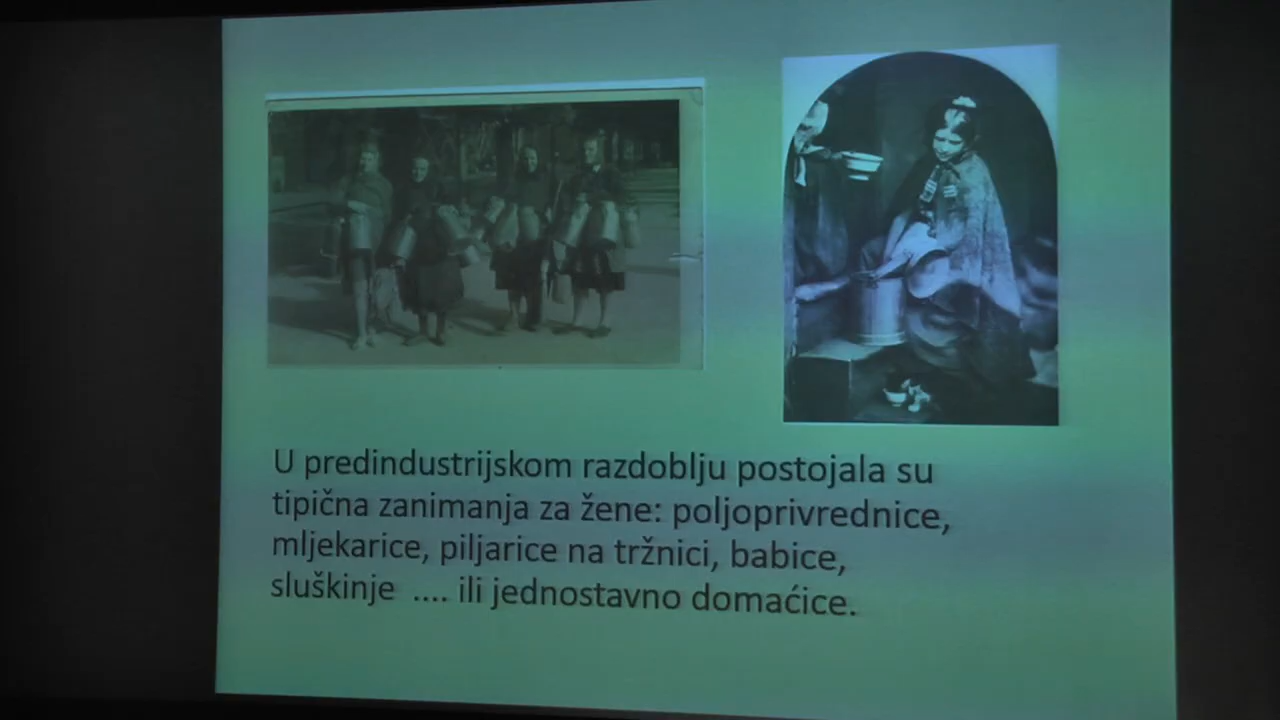 U predindustrijskom razdoblju postojala su
tipična zanimanja za žene: poljoprivrednice,
mljekarice, piljarice na tržnici, babice,
sluškinje .... ili jednostavno domaćice.